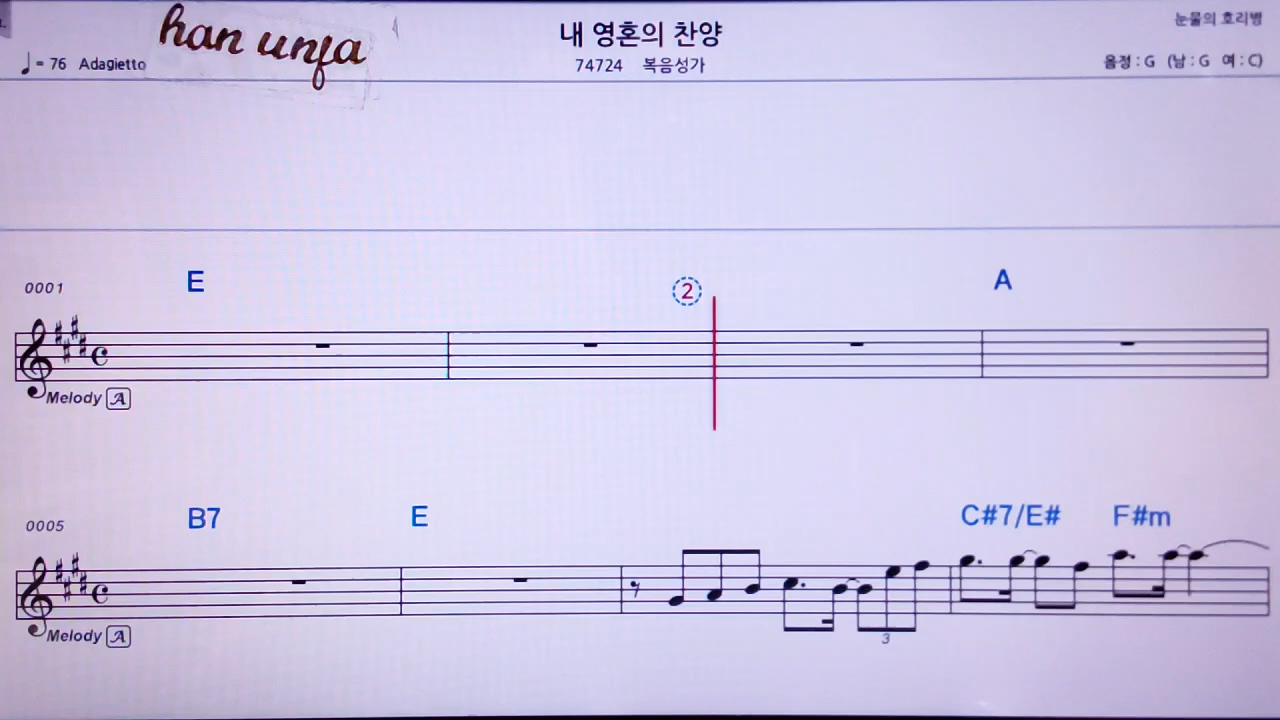 han unja
내 영혼의 찬양
눈물의 호리병
♩= 76 Adagietto
74724 복음성가
음정 : G (남 : G 여 : C)
0001
E
2
A
Melody A
0005
B7
E
C#7/E#
F#m
3
Melody A